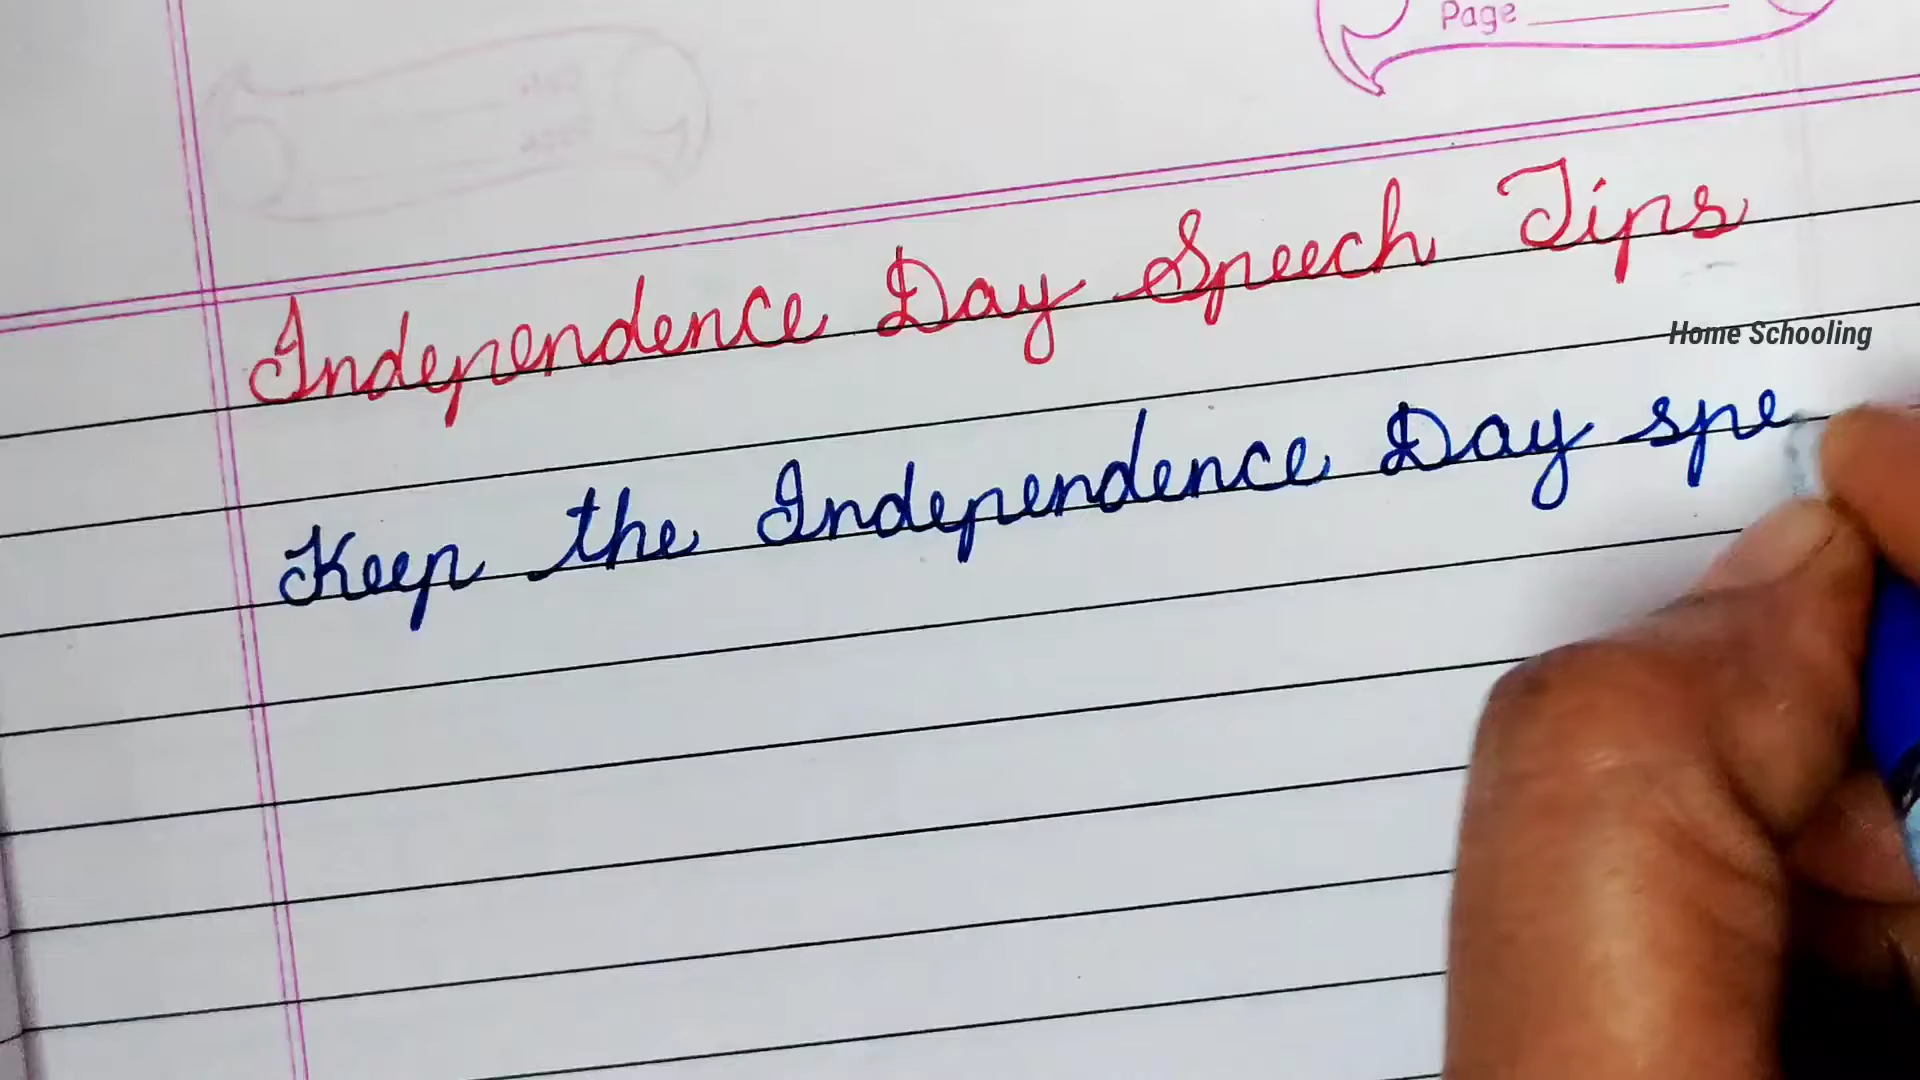 Page
Independence Day Speech Tips
Home Schooling
Keep the Independence Day spe